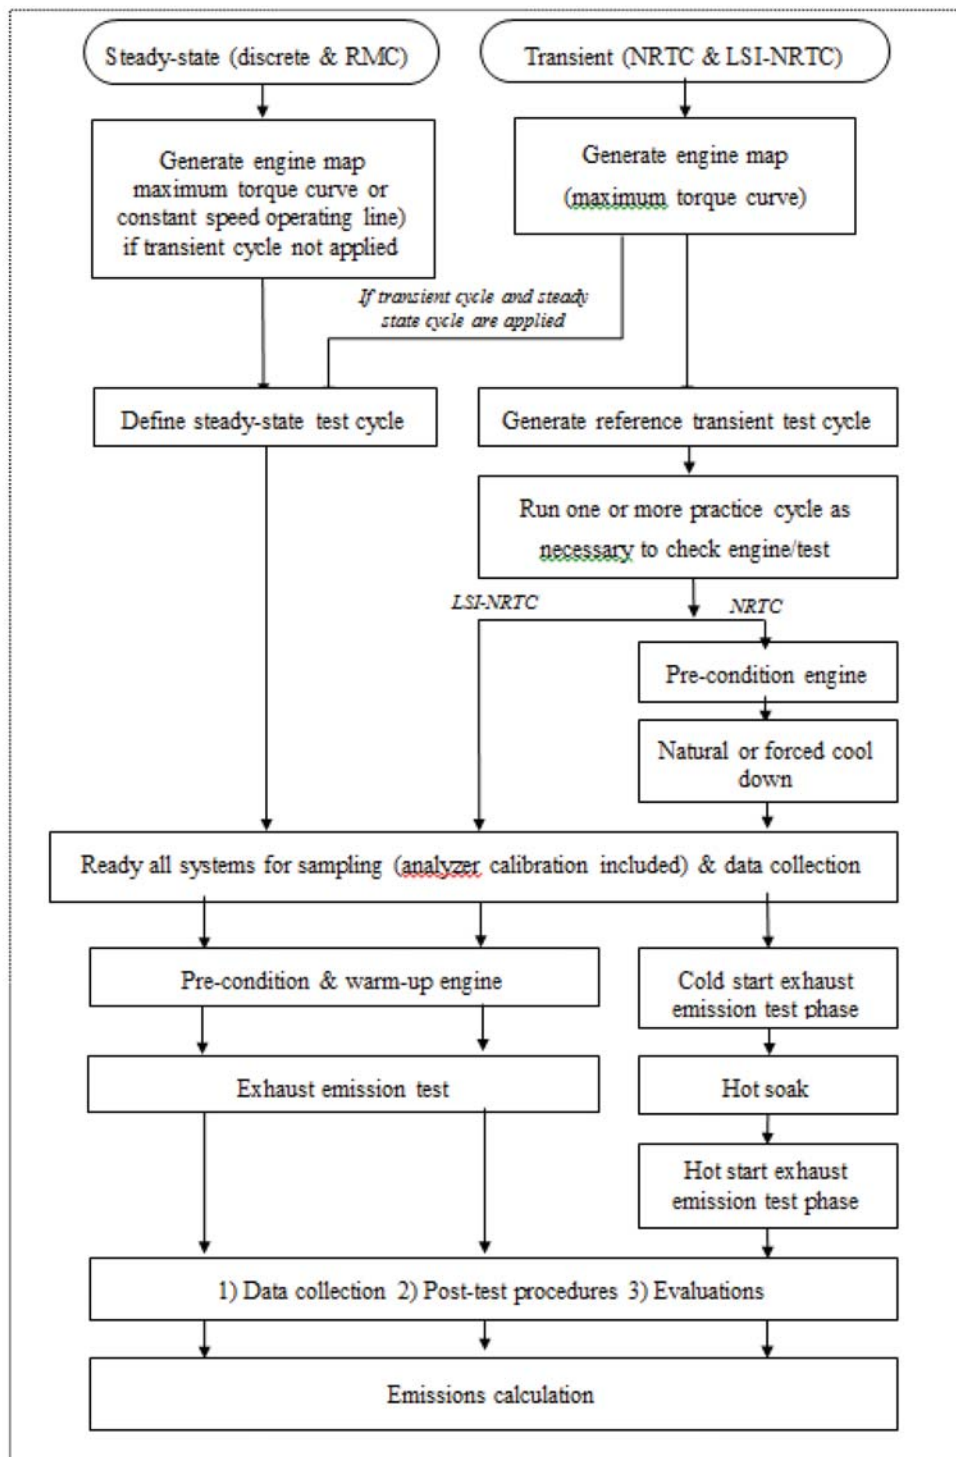 Steady-state (discrete & RMC)
Transient (NRTC & LSI-NRTC)
Generate engine map
maximum torque curve or
constant speed operating line)
if transient cycle not applied
Generate engine map
(maximum torque curve)
If transient cycle and steady
state cycle are applied
Define steady-state test cycle
Generate reference transient test cycle
Run one or more practice cycle as
necessary to check engine/test
LSI-NRTC
NRTC
Pre-condition engine
Natural or forced cool
down
Ready all systems for sampling (analyzer calibration included) & data collection
Pre-condition & warm-up engine
Cold start exhaust
emission test phase
Exhaust emission test
Hot soak
Hot start exhaust
emission test phase
1) Data collection 2) Post-test procedures 3) Evaluations
Emissions calculation